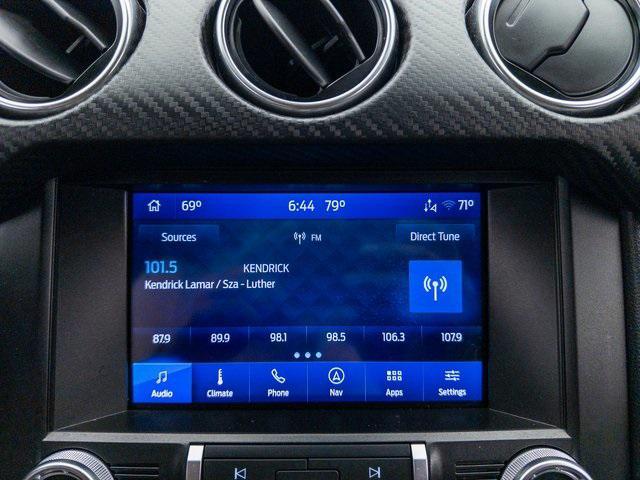 69° 6:44 79° 71°
Sources FM Direct Tune
101.5 KENDRICK
Kendrick Lamar / Sza - Luther
87.9 89.9 98.1 98.5 106.3 107.9
Audio Climate Phone Nav Apps Settings